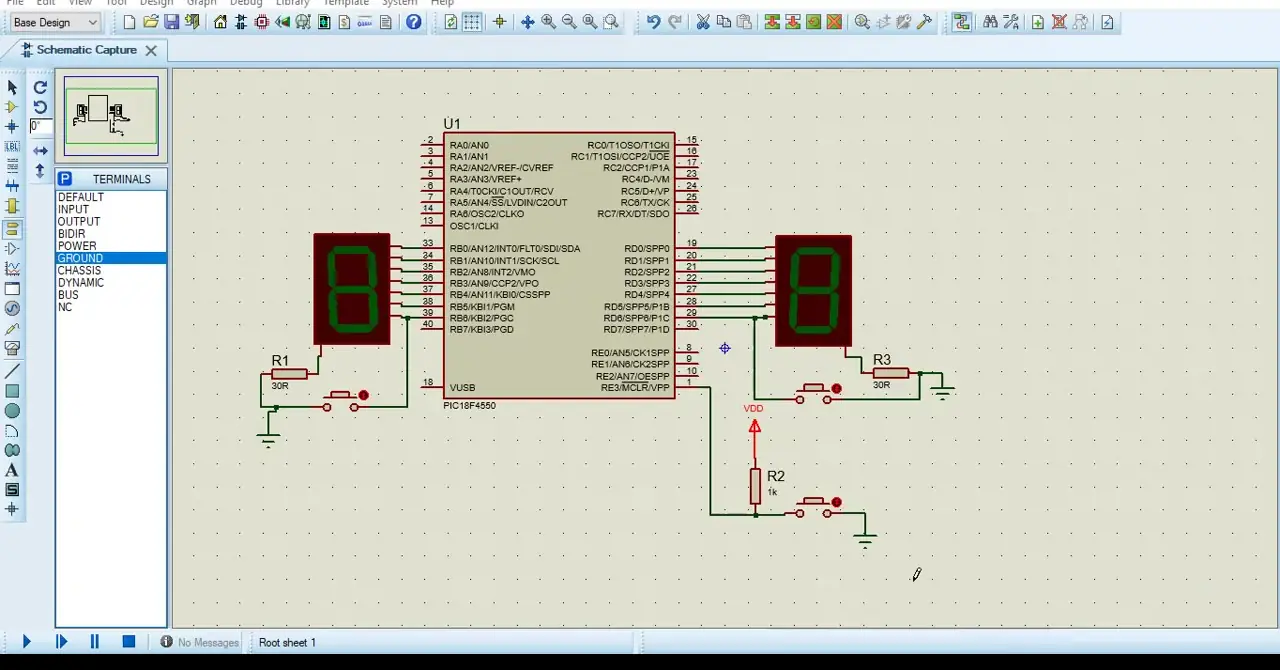 File Edit View Tool Design Graph Debug Library Template System Help
Base Design
Schematic Capture
0°
LBL
A
S
P TERMINALS
DEFAULT
INPUT
OUTPUT
BIDIR
POWER
GROUND
CHASSIS
DYNAMIC
BUS
NC
U1
2 RA0/AN0 RC0/T1OSO/T1CKI 15
3 RA1/AN1 RC1/T1OSI/CCP2/UOE 16
4 RA2/AN2/VREF-/CVREF RC2/CCP1/P1A 17
5 RA3/AN3/VREF+ RC4/D-/VM 23
6 RA4/T0CKI/C1OUT/RCV RC5/D+/VP 24
7 RA5/AN4/SS/LVDIN/C2OUT RC6/TX/CK 25
14 RA6/OSC2/CLKO RC7/RX/DT/SDO 26
13 OSC1/CLKI
33 RB0/AN12/INT0/FLT0/SDI/SDA RD0/SPP0 19
34 RB1/AN10/INT1/SCK/SCL RD1/SPP1 20
35 RB2/AN8/INT2/VMO RD2/SPP2 21
36 RB3/AN9/CCP2/VPO RD3/SPP3 22
37 RB4/AN11/KBI0/CSSPP RD4/SPP4 27
38 RB5/KBI1/PGM RD5/SPP5/P1B 28
39 RB6/KBI2/PGC RD6/SPP6/P1C 29
40 RB7/KBI3/PGD RD7/SPP7/P1D 30
RE0/AN5/CK1SPP 8
RE1/AN6/CK2SPP 9
RE2/AN7/OESPP 10
18 VUSB RE3/MCLR/VPP 1
PIC18F4550
R1
30R
R3
30R
VDD
R2
1k
No Messages Root sheet 1